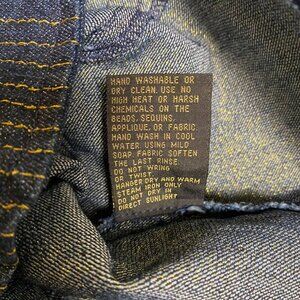 HAND WASHABLE OR
DRY CLEAN. USE NO
HIGH HEAT OR HARSH
CHEMICALS ON THE
BEADS, SEQUINS,
APPLIQUE, OR FABRIC
HAND WASH IN COOL
WATER USING MILD
SOAP. FABRIC SOFTEN
THE LAST RINSE.
DO NOT WRING
OR TWIST.
HANGER DRY AND WARM
STEAM IRON ONLY
DO NOT DRY IN
DIRECT SUNLIGHT